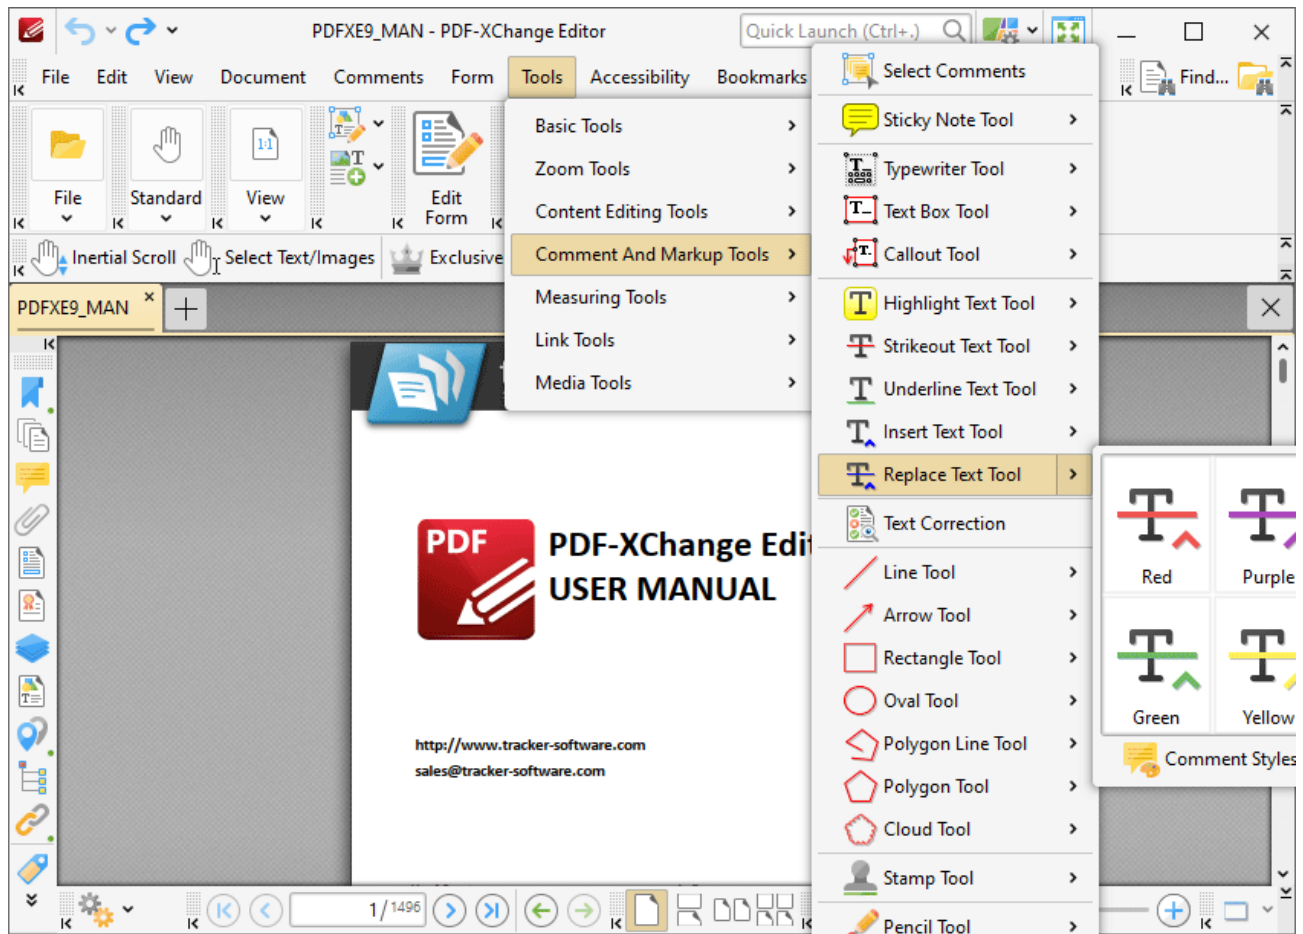 PDFXE9_MAN - PDF-XChange Editor
Quick Launch (Ctrl+.)
File Edit View Document Comments Form Tools Accessibility Bookmarks
Find...
File
Standard
1:1
View
Edit
Form
Inertial Scroll
Select Text/Images
Exclusive
PDFXE9_MAN
Basic Tools
Zoom Tools
Content Editing Tools
Comment And Markup Tools
Measuring Tools
Link Tools
Media Tools
Select Comments
Sticky Note Tool
Typewriter Tool
Text Box Tool
Callout Tool
Highlight Text Tool
Strikeout Text Tool
Underline Text Tool
Insert Text Tool
Replace Text Tool
Text Correction
Line Tool
Arrow Tool
Rectangle Tool
Oval Tool
Polygon Line Tool
Polygon Tool
Cloud Tool
Stamp Tool
Pencil Tool
Red
Purple
Green
Yellow
Comment Styles
PDF
PDF-XChange Edit
USER MANUAL
http://www.tracker-software.com
sales@tracker-software.com
1/1496